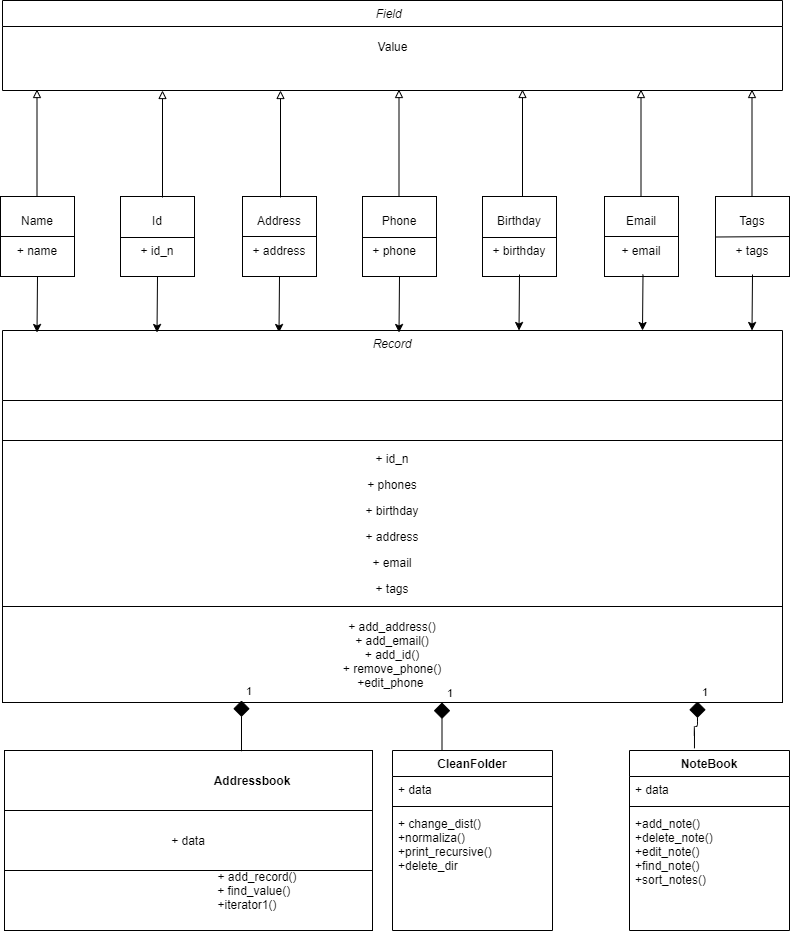 Field
Value
Name
+ name
Id
+ id_n
Address
+ address
Phone
+ phone
Birthday
+ birthday
Email
+ email
Tags
+ tags
Record
+ id_n
+ phones
+ birthday
+ address
+ email
+ tags
+ add_address()
+ add_email()
+ add_id()
+ remove_phone()
+edit_phone
1
1
1
Addressbook
+ data
+ add_record()
+ find_value()
+iterator1()
CleanFolder
+ data
+ change_dist()
+normaliza()
+print_recursive()
+delete_dir
NoteBook
+ data
+add_note()
+delete_note()
+edit_note()
+find_note()
+sort_notes()